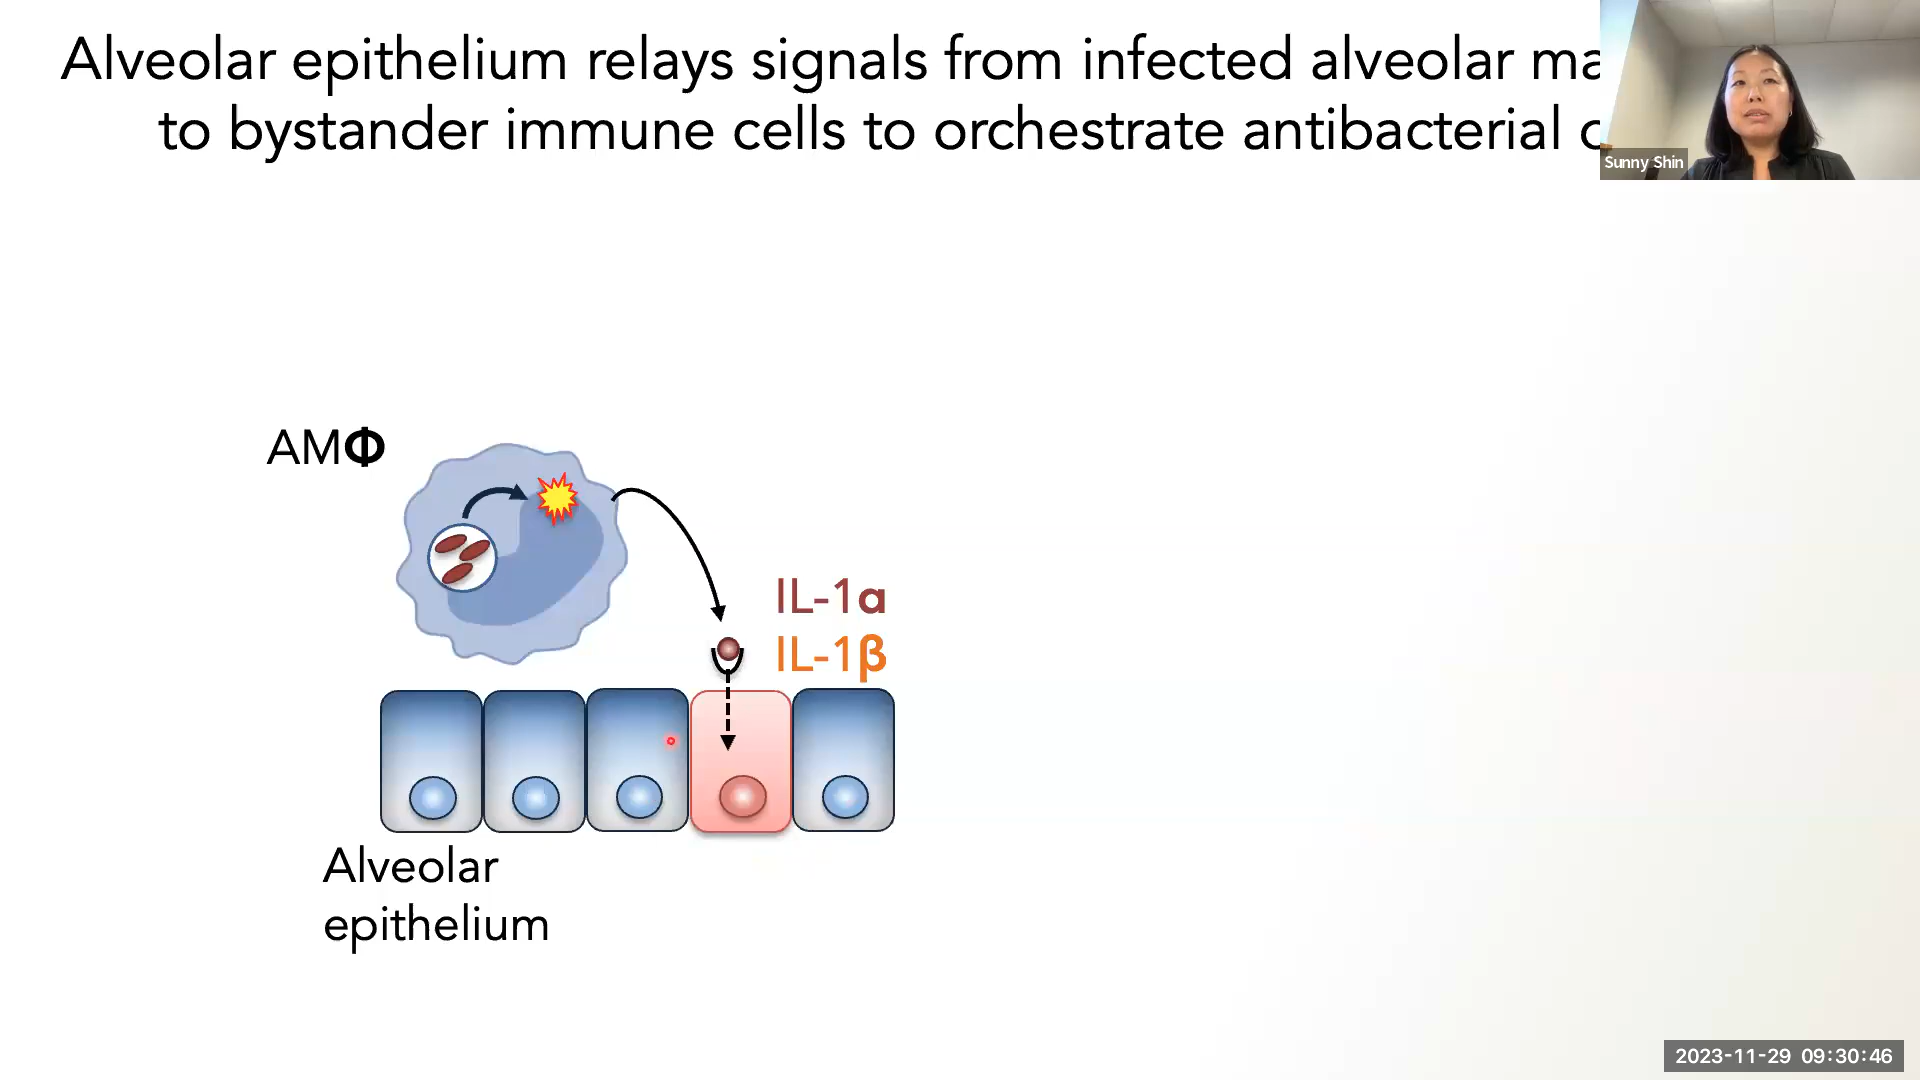 Alveolar epithelium relays signals from infected alveolar
to bystander immune cells to orchestrate antibacterial
Sunny Shin
AMΦ
IL-1α
IL-1β
Alveolar
epithelium
2023-11-29 09:30:46